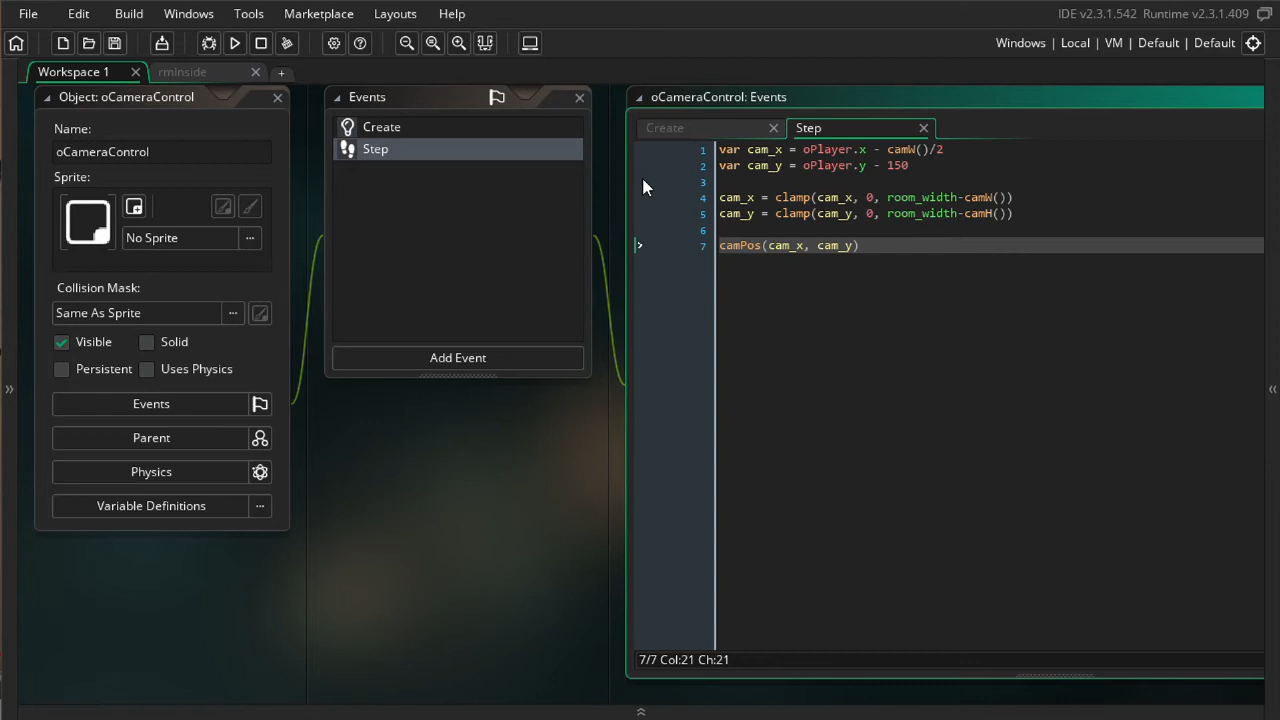 File Edit Build Windows Tools Marketplace Layouts Help IDE v2.3.1.542 Runtime v2.3.1.409
Windows | Local | VM | Default | Default
Workspace 1 rmInside
Object: oCameraControl
Name:
oCameraControl
Sprite:
No Sprite
Collision Mask:
Same As Sprite
Visible Solid
Persistent Uses Physics
Events
Parent
Physics
Variable Definitions
Events
Create
Step
Add Event
oCameraControl: Events
Create Step
1 var cam_x = oPlayer.x - camW()/2
2 var cam_y = oPlayer.y - 150
3
4 cam_x = clamp(cam_x, 0, room_width-camW())
5 cam_y = clamp(cam_y, 0, room_width-camH())
6
7 camPos(cam_x, cam_y)
7/7 Col:21 Ch:21